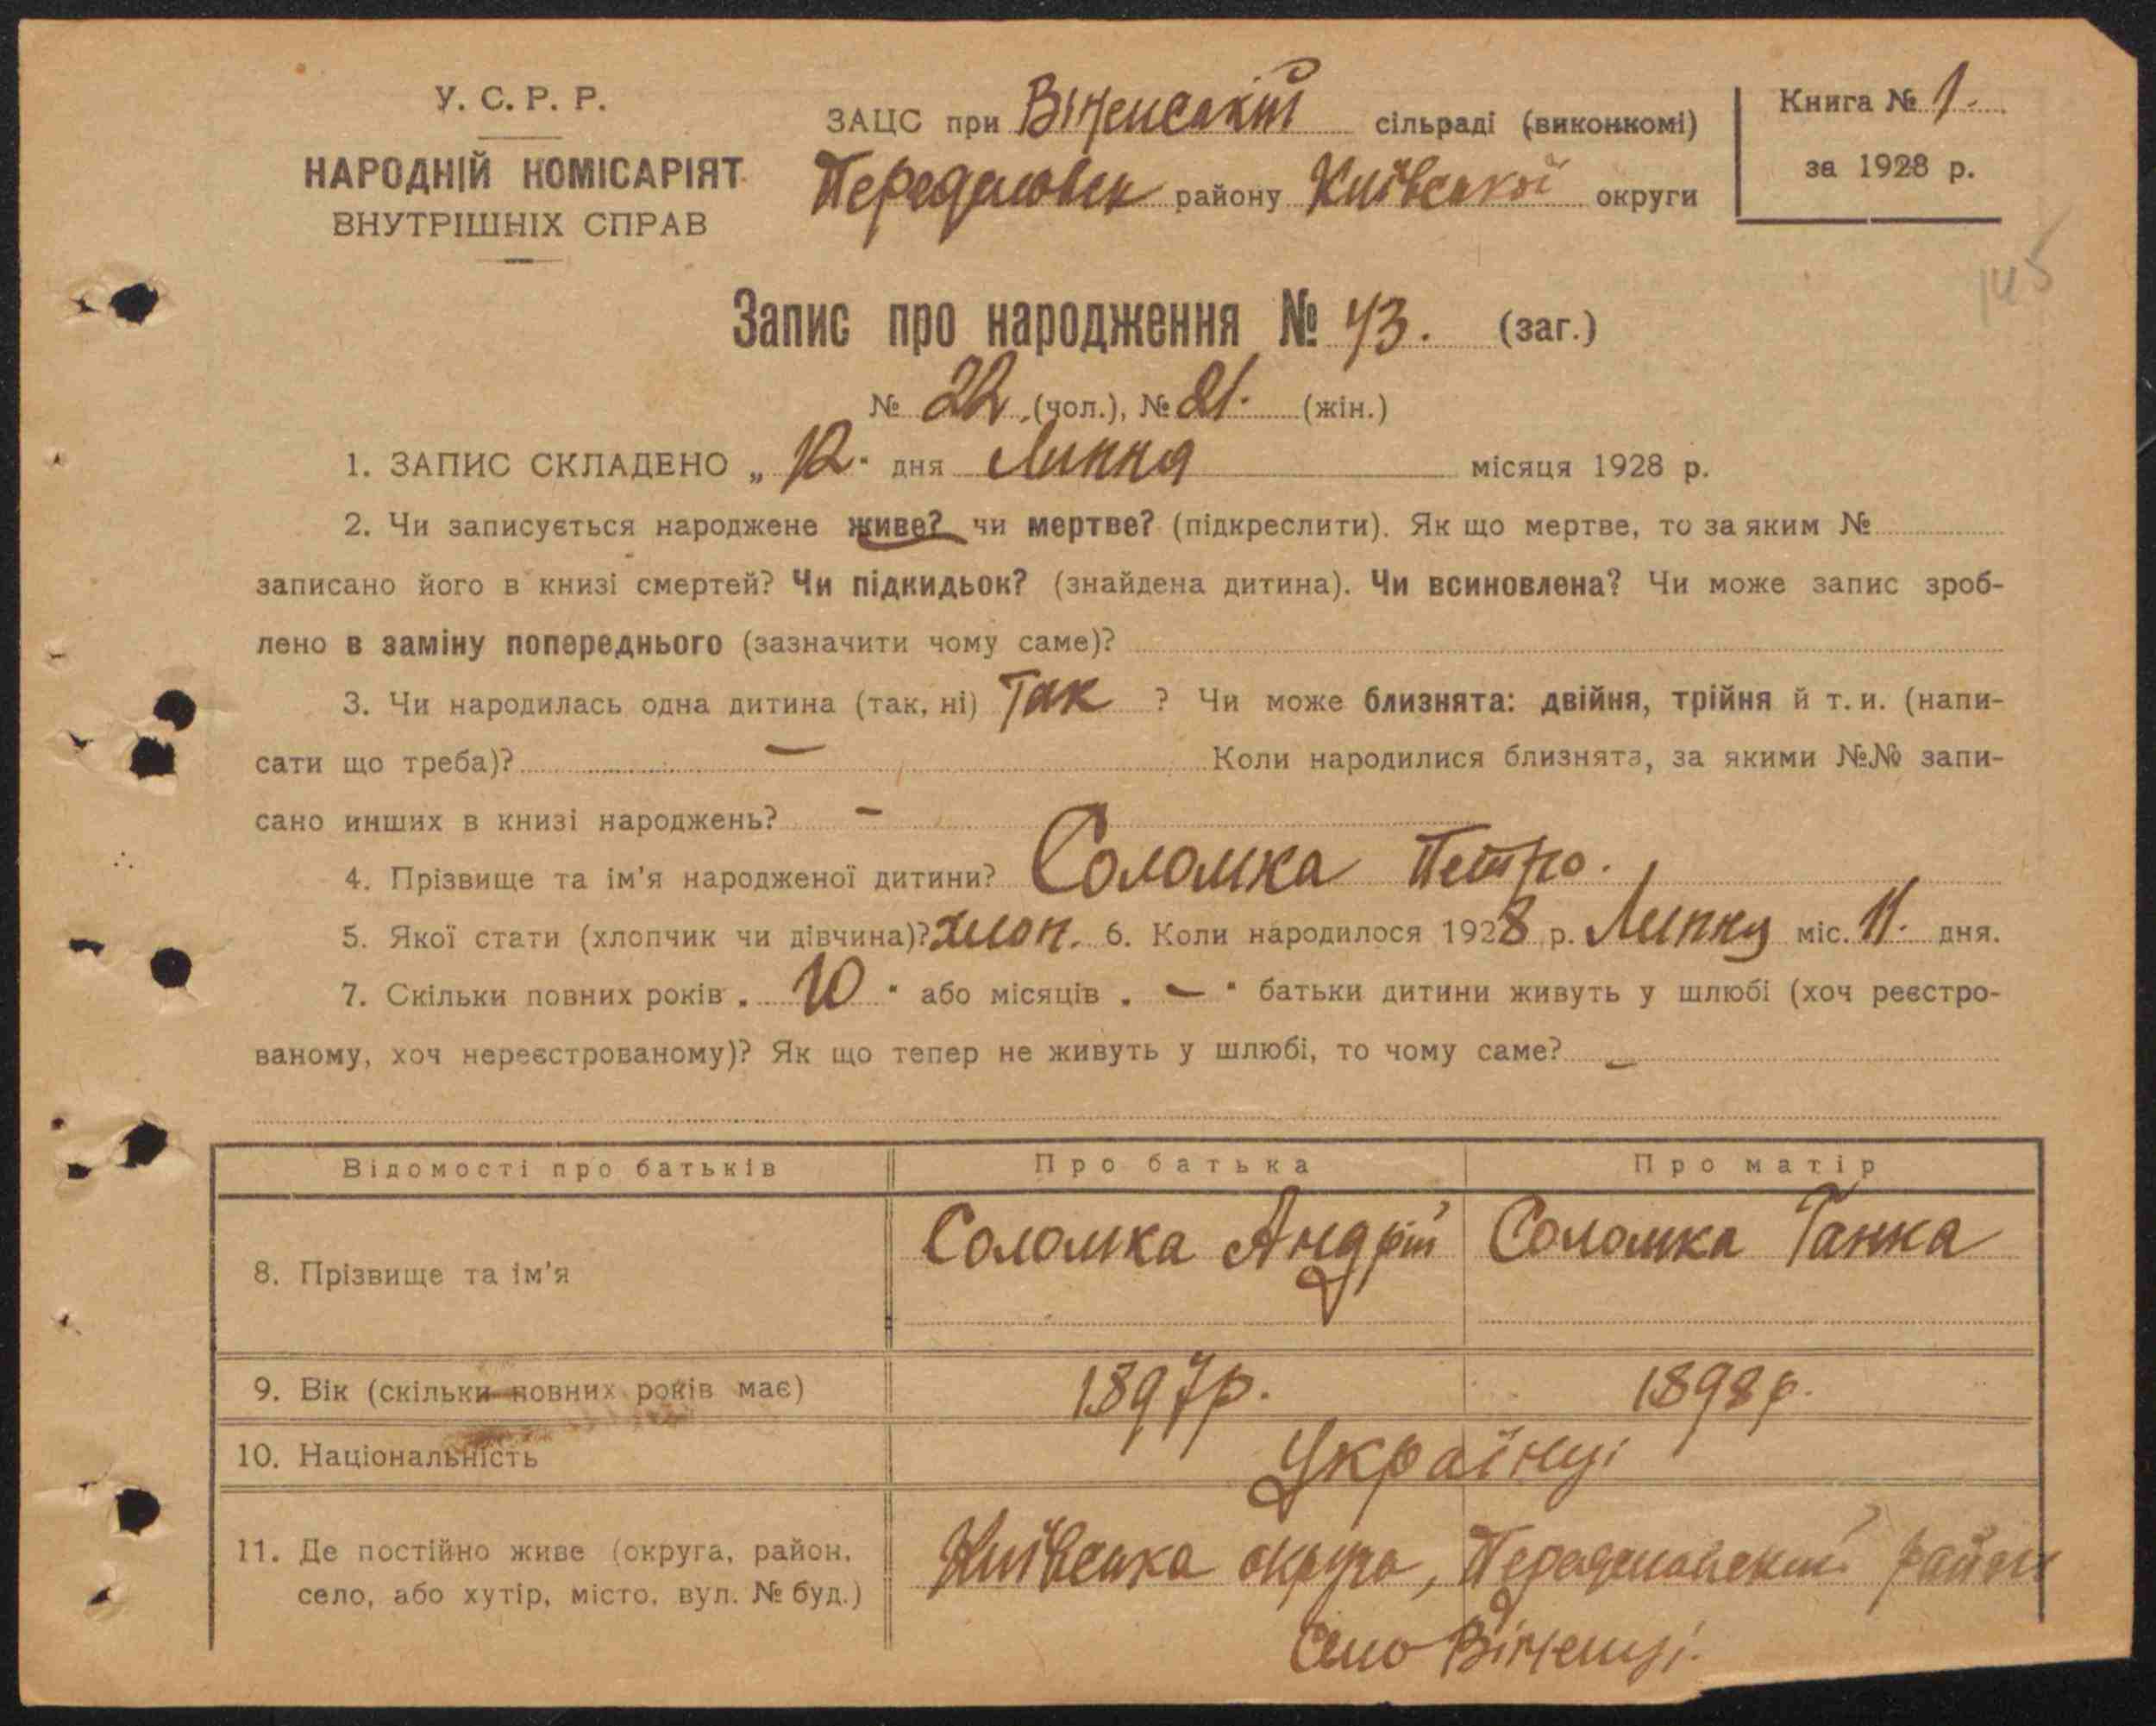 У. С. Р. Р.
НАРОДНІЙ КОМІСАРІЯТ
ВНУТРІШНІХ СПРАВ
ЗАЦС при Віненській сільраді (виконкомі)
району Київської округи
Книга № 1.
за 1928 р.
145
Запис про народження № 43. (заг.)
№ 22 (чол.), № 21. (жін.)
1. ЗАПИС СКЛАДЕНО „ 12. " дня Липня місяця 1928 р.
2. Чи записується народжене живе? чи мертве? (підкреслити). Як що мертве, то за яким №
записано його в книзі смертей? Чи підкидьок? (знайдена дитина). Чи всиновлена? Чи може запис зроб-
лено в заміну попереднього (зазначити чому саме)?
3. Чи народилась одна дитина (так, ні) Так ? Чи може близнята: двійня, трійня й т. и. (напи-
сати що треба)? — Коли народилися близнята, за якими №№ запи-
сано инших в книзі народжень? —
4. Прізвище та ім'я народженої дитини? Соломка Петро.
5. Якої стати (хлопчик чи дівчина)? хлоп. 6. Коли народилося 1928 р. Липня міс. 11. дня.
7. Скільки повних років „ 10 " або місяців „ — " батьки дитини живуть у шлюбі (хоч реєстро-
ваному, хоч нереєстрованому)? Як що тепер не живуть у шлюбі, то чому саме? —
Відомості про батьків Про батька Про матір
8. Прізвище та ім'я Соломка Андрій Соломка Ганка
9. Вік (скільки повних років має) 1897р. 1898р.
10. Національність Українці
11. Де постійно живе (округа, район,
село, або хутір, місто, вул. № буд.)
Київська округа, район
Село